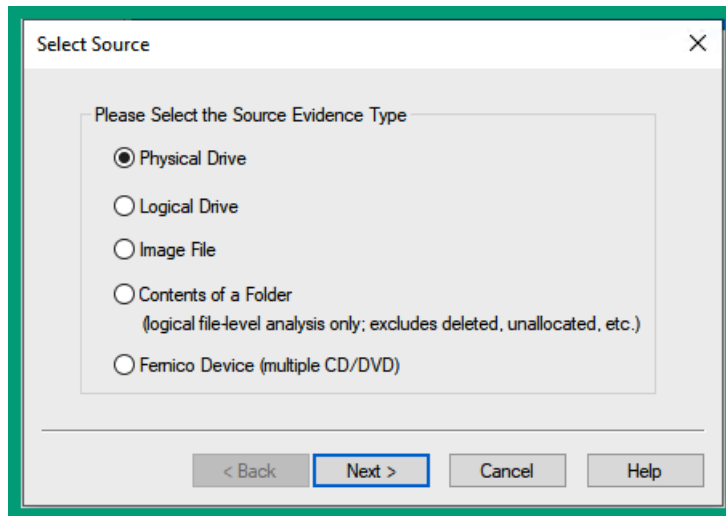 Select Source
Please Select the Source Evidence Type
Physical Drive
Logical Drive
Image File
Contents of a Folder
(logical file-level analysis only; excludes deleted, unallocated, etc.)
Fernico Device (multiple CD/DVD)
< Back Next > Cancel Help